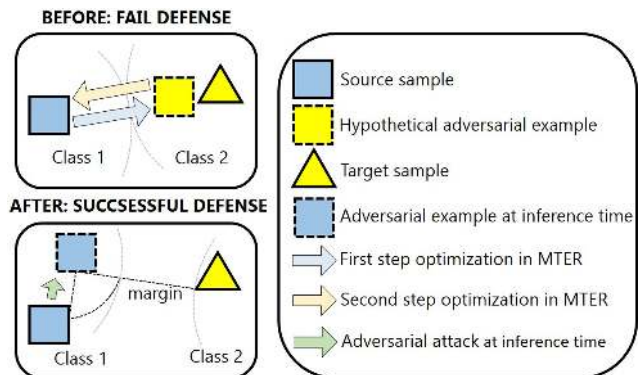 BEFORE: FAIL DEFENSE
Class 1
Class 2
AFTER: SUCCSESSFUL DEFENSE
margin
Class 1
Class 2
Source sample
Hypothetical adversarial example
Target sample
Adversarial example at inference time
First step optimization in MTER
Second step optimization in MTER
Adversarial attack at inference time